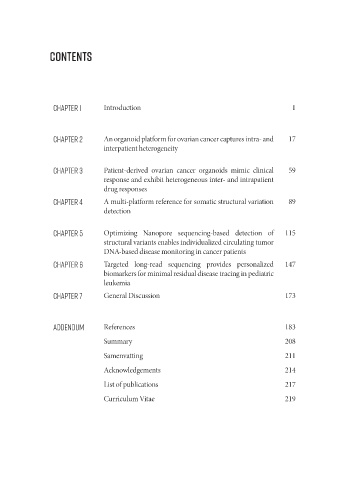 CONTENTS
CHAPTER 1 Introduction 1
CHAPTER 2 An organoid platform for ovarian cancer captures intra- and 17
interpatient heterogeneity
CHAPTER 3 Patient-derived ovarian cancer organoids mimic clinical 59
response and exhibit heterogeneous inter- and intrapatient
drug responses
CHAPTER 4 A multi-platform reference for somatic structural variation 89
detection
CHAPTER 5 Optimizing Nanopore sequencing-based detection of 115
structural variants enables individualized circulating tumor
DNA-based disease monitoring in cancer patients
CHAPTER 6 Targeted long-read sequencing provides personalized 147
biomarkers for minimal residual disease tracing in pediatric
leukemia
CHAPTER 7 General Discussion 173
ADDENDUM References 183
Summary 208
Samenvatting 211
Acknowledgements 214
List of publications 217
Curriculum Vitae 219